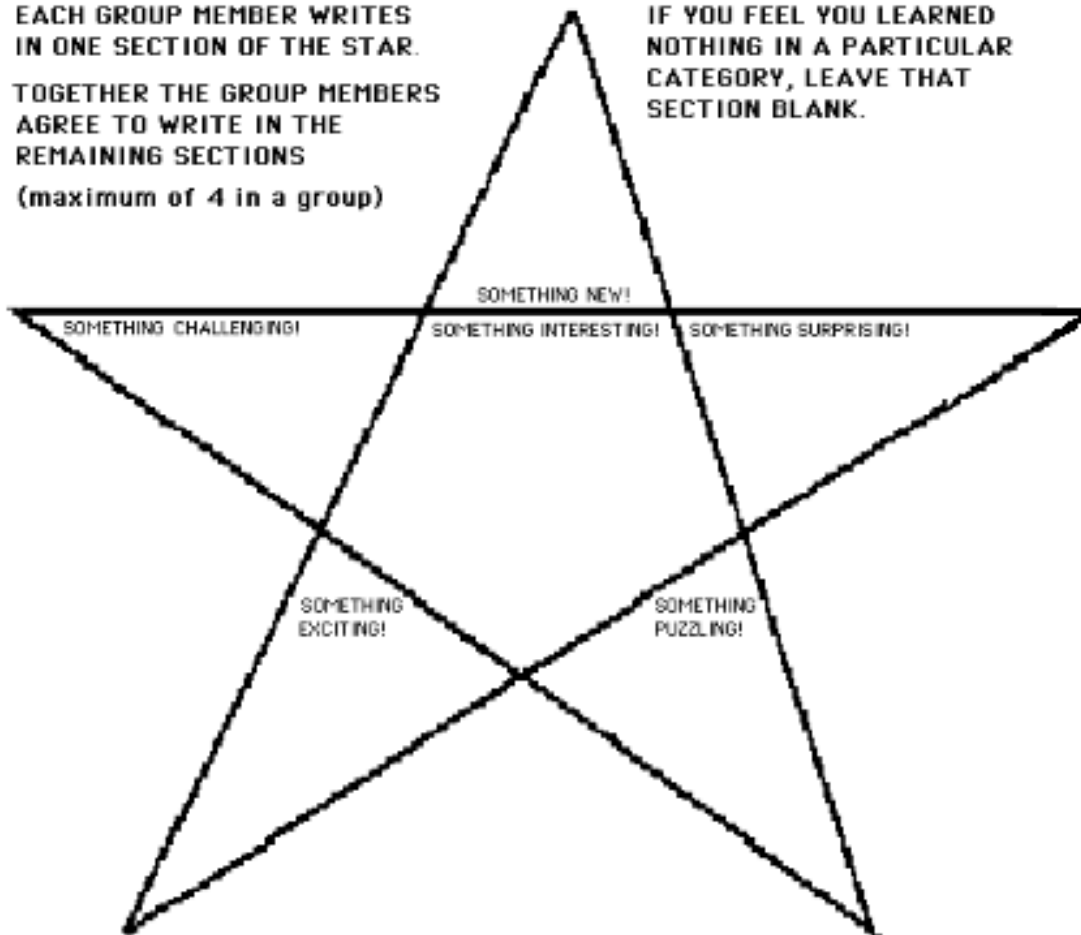 EACH GROUP MEMBER WRITES
IN ONE SECTION OF THE STAR.
TOGETHER THE GROUP MEMBERS
AGREE TO WRITE IN THE
REMAINING SECTIONS
(maximum of 4 in a group)
IF YOU FEEL YOU LEARNED
NOTHING IN A PARTICULAR
CATEGORY, LEAVE THAT
SECTION BLANK.
SOMETHING NEW!
SOMETHING CHALLENGING!
SOMETHING INTERESTING!
SOMETHING SURPRISING!
SOMETHING
EXCITING!
SOMETHING
PUZZLING!